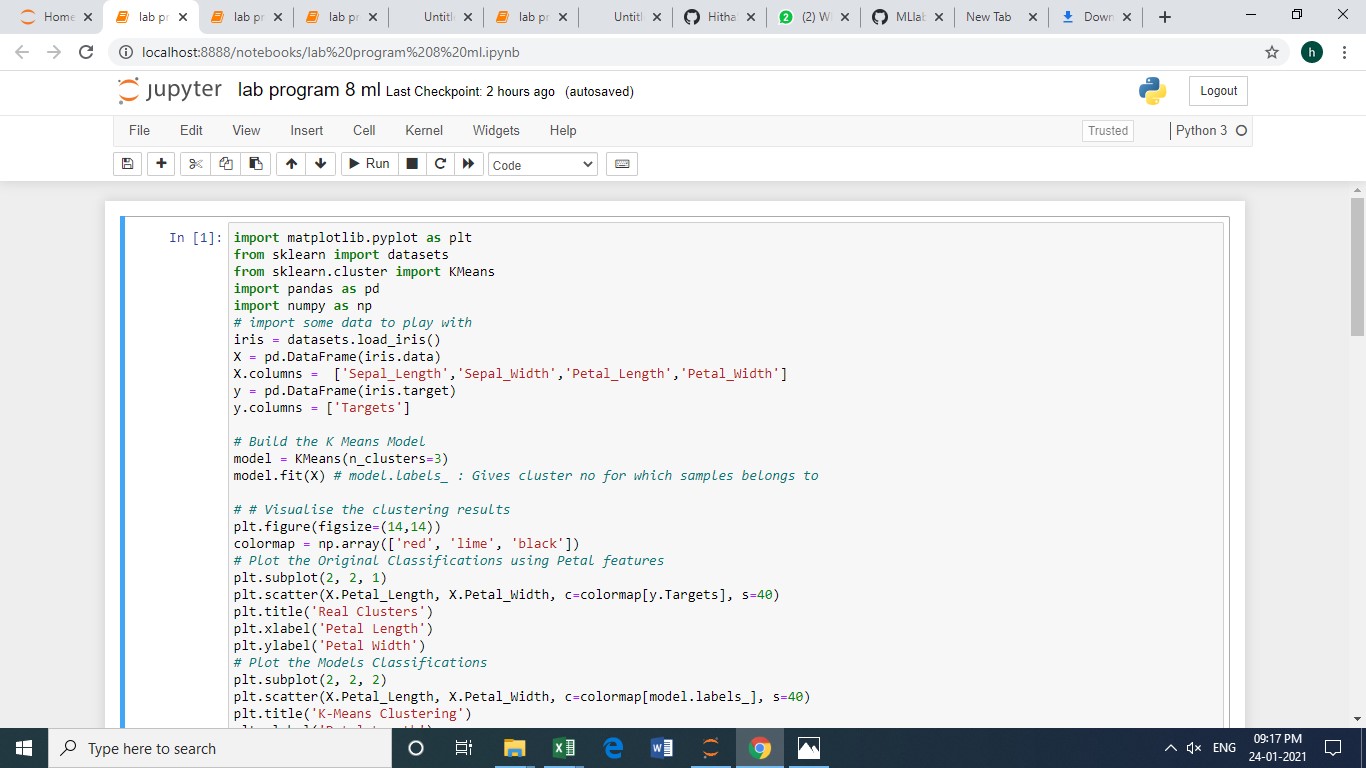 Home
lab pr
lab pr
lab pr
Untitl
lab pr
Untitl
Hitha
2 (2) W
MLla
New Tab
Down
localhost:8888/notebooks/lab%20program%208%20ml.ipynb
h
jupyter lab program 8 ml Last Checkpoint: 2 hours ago (autosaved)
Logout
File Edit View Insert Cell Kernel Widgets Help
Trusted
Python 3
Run
Code
In [1]:
import matplotlib.pyplot as plt
from sklearn import datasets
from sklearn.cluster import KMeans
import pandas as pd
import numpy as np
# import some data to play with
iris = datasets.load_iris()
X = pd.DataFrame(iris.data)
X.columns =  ['Sepal_Length','Sepal_Width','Petal_Length','Petal_Width']
y = pd.DataFrame(iris.target)
y.columns = ['Targets']
# Build the K Means Model
model = KMeans(n_clusters=3)
model.fit(X) # model.labels_ : Gives cluster no for which samples belongs to
# # Visualise the clustering results
plt.figure(figsize=(14,14))
colormap = np.array(['red', 'lime', 'black'])
# Plot the Original Classifications using Petal features
plt.subplot(2, 2, 1)
plt.scatter(X.Petal_Length, X.Petal_Width, c=colormap[y.Targets], s=40)
plt.title('Real Clusters')
plt.xlabel('Petal Length')
plt.ylabel('Petal Width')
# Plot the Models Classifications
plt.subplot(2, 2, 2)
plt.scatter(X.Petal_Length, X.Petal_Width, c=colormap[model.labels_], s=40)
plt.title('K-Means Clustering')
Type here to search
ENG
09:17 PM
24-01-2021